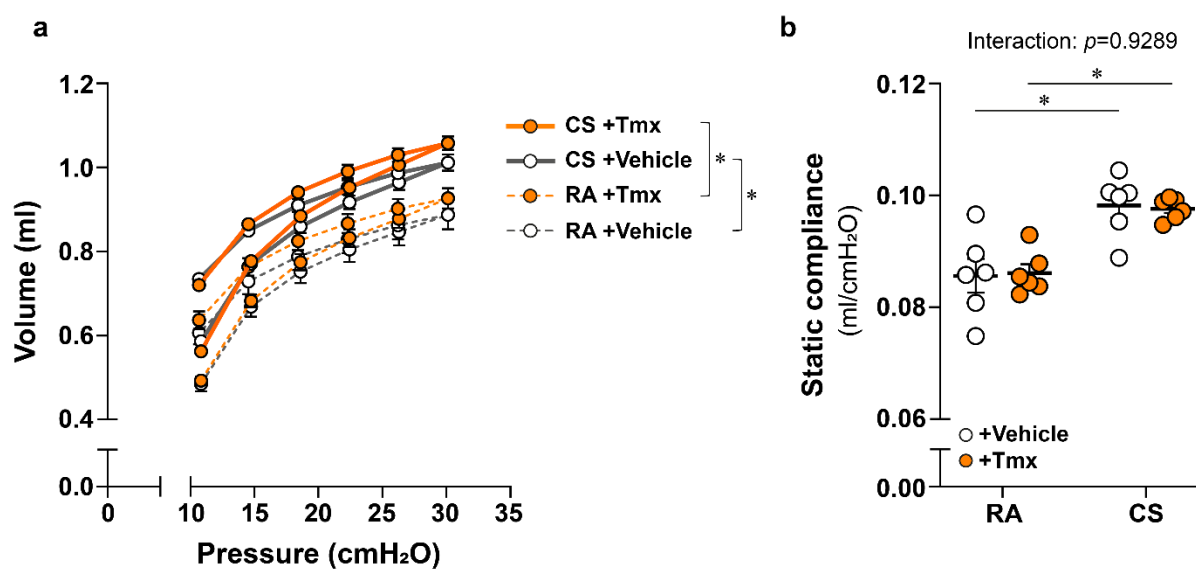 a
Volume (ml)
1.2
1.0
0.8
0.6
0.4
0.0
0
10
15
20
25
30
35
Pressure (cmH₂O)
CS +Tmx
CS +Vehicle
RA +Tmx
RA +Vehicle
*
*
b
Interaction: p=0.9289
*
*
Static compliance
(ml/cmH₂O)
0.12
0.10
0.08
0.06
0.00
+Vehicle
+Tmx
RA
CS